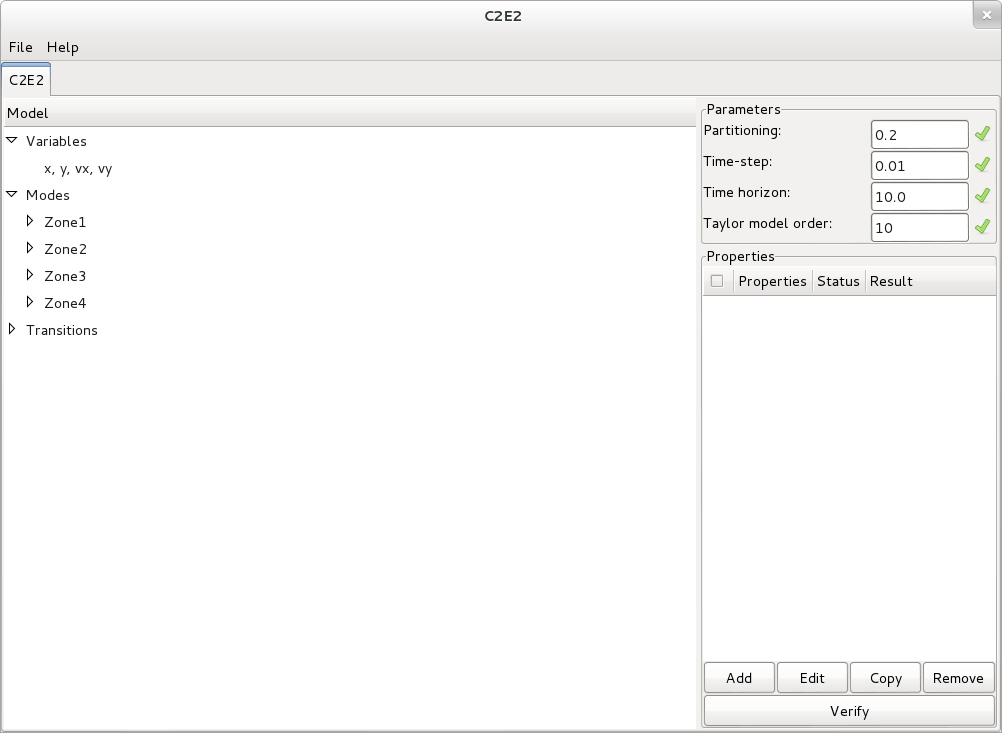 C2E2
File Help
C2E2
Model
Variables
x, y, vx, vy
Modes
Zone1
Zone2
Zone3
Zone4
Transitions
Parameters
Partitioning: 0.2
Time-step: 0.01
Time horizon: 10.0
Taylor model order: 10
Properties
Properties Status Result
Add Edit Copy Remove
Verify